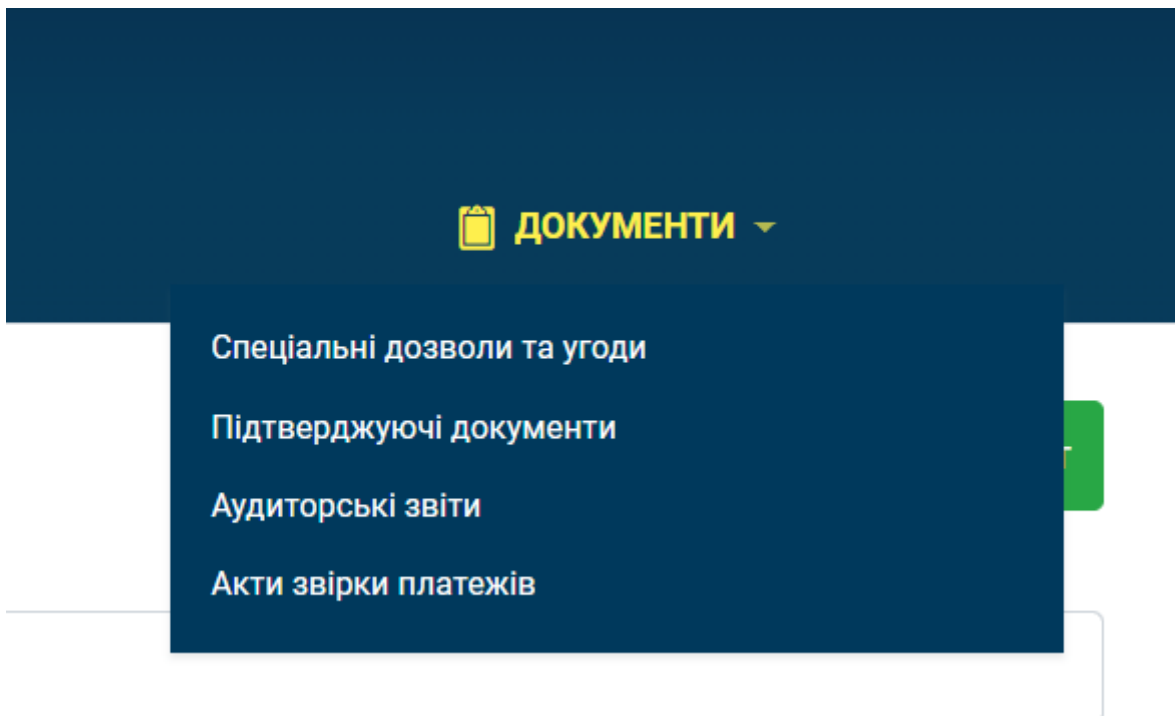 ДОКУМЕНТИ
Спеціальні дозволи та угоди
Підтверджуючі документи
Аудиторські звіти
Акти звірки платежів